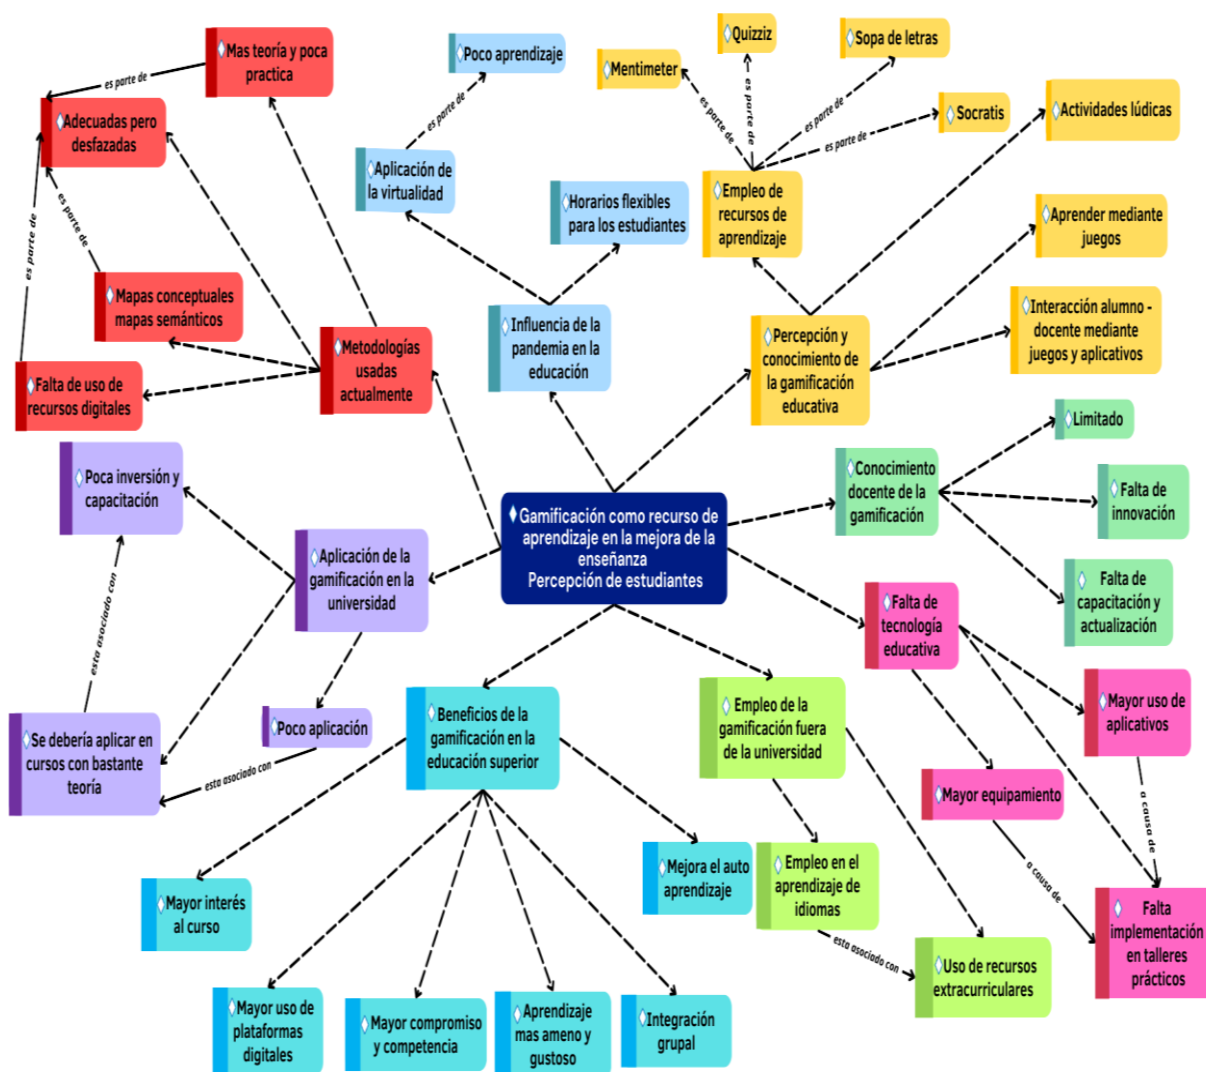 Mas teoría y poca
practica
es parte de
Adecuadas pero
desfazadas
es parte de
es parte de
Mapas conceptuales
mapas semánticos
Falta de uso de
recursos digitales
Metodologías
usadas
actualmente
Poco aprendizaje
es parte de
Aplicación de
la virtualidad
Horarios flexibles
para los estudiantes
Influencia de la
pandemia en la
educación
Mentimeter
Quizziz
Sopa de letras
Socratis
es parte de
es parte de
es parte de
es parte de
Empleo de
recursos de
aprendizaje
Actividades lúdicas
Aprender mediante
juegos
Interacción alumno -
docente mediante
juegos y aplicativos
Percepción y
conocimiento de
la gamificación
educativa
Gamificación como recurso de
aprendizaje en la mejora de la
enseñanza
Percepción de estudiantes
Conocimiento
docente de la
gamificación
Limitado
Falta de
innovación
Falta de
capacitación y
actualización
Poca inversión y
capacitación
Aplicación de la
gamificación en la
universidad
esta asociado con
Se debería aplicar en
cursos con bastante
teoría
Poco aplicación
esta asociado con
Beneficios de la
gamificación en la
educación superior
Mayor interés
al curso
Mayor uso de
plataformas
digitales
Mayor compromiso
y competencia
Aprendizaje
mas ameno y
gustoso
Integración
grupal
Mejora el auto
aprendizaje
Empleo de la
gamificación fuera
de la universidad
Empleo en el
aprendizaje de
idiomas
esta asociado con
Uso de recursos
extracurriculares
Falta de
tecnología
educativa
Mayor uso de
aplicativos
Mayor equipamiento
a causa de
a causa de
Falta
implementación
en talleres
prácticos